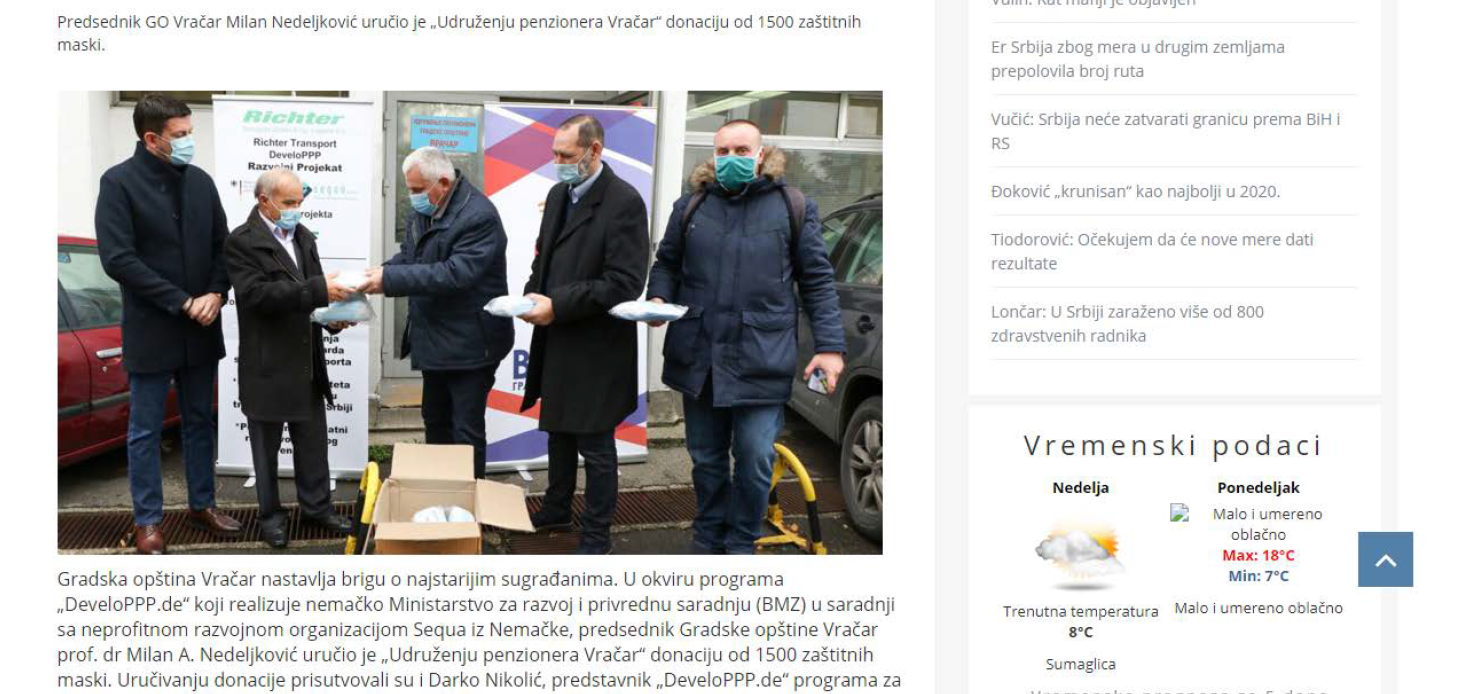 Predsednik GO Vračar Milan Nedeljković uručio je „Udruženju penzionera Vračar“ donaciju od 1500 zaštitnih
maski.
Richter
Richter Transport
DeveloPPP
Razvojni Projekat
ВРАЧАР
Gradska opština Vračar nastavlja brigu o najstarijim sugrađanima. U okviru programa
„DeveloPPP.de“ koji realizuje nemačko Ministarstvo za razvoj i privrednu saradnju (BMZ) u saradnji
sa neprofitnom razvojnom organizacijom Sequa iz Nemačke, predsednik Gradske opštine Vračar
prof. dr Milan A. Nedeljković uručio je „Udruženju penzionera Vračar“ donaciju od 1500 zaštitnih
maski. Uručivanju donacije prisutvovali su i Darko Nikolić, predstavnik „DeveloPPP.de“ programa za
Vulin: Rat mafiji je objavljen
Er Srbija zbog mera u drugim zemljama
prepolovila broj ruta
Vučić: Srbija neće zatvarati granicu prema BiH i
RS
Đoković „krunisan“ kao najbolji u 2020.
Tiodorović: Očekujem da će nove mere dati
rezultate
Lončar: U Srbiji zaraženo više od 800
zdravstvenih radnika
Vremenski podaci
Nedelja
Trenutna temperatura
8°C
Sumaglica
Ponedeljak
Malo i umereno
oblačno
Max: 18°C
Min: 7°C
Malo i umereno oblačno